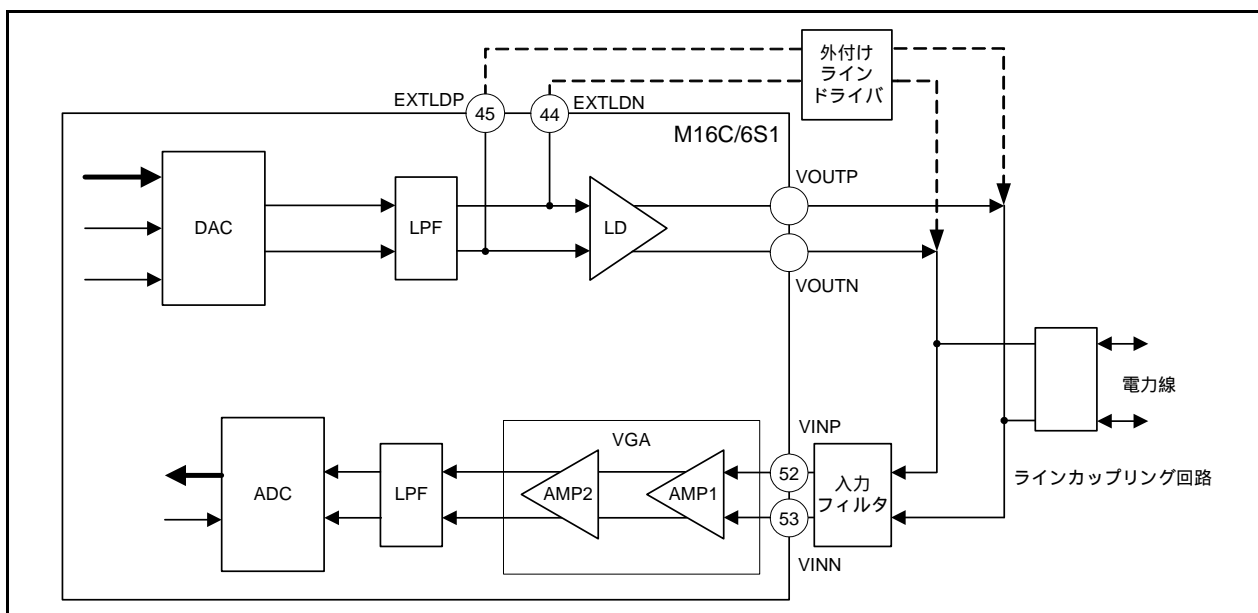 外付け
ライン
ドライバ
EXTLDP
45
44
EXTLDN
M16C/6S1
VOUTP
DAC
LPF
LD
VOUTN
電力線
VGA
VINP
ADC
LPF
AMP2
AMP1
52
53
入力
フィルタ
ラインカップリング回路
VINN